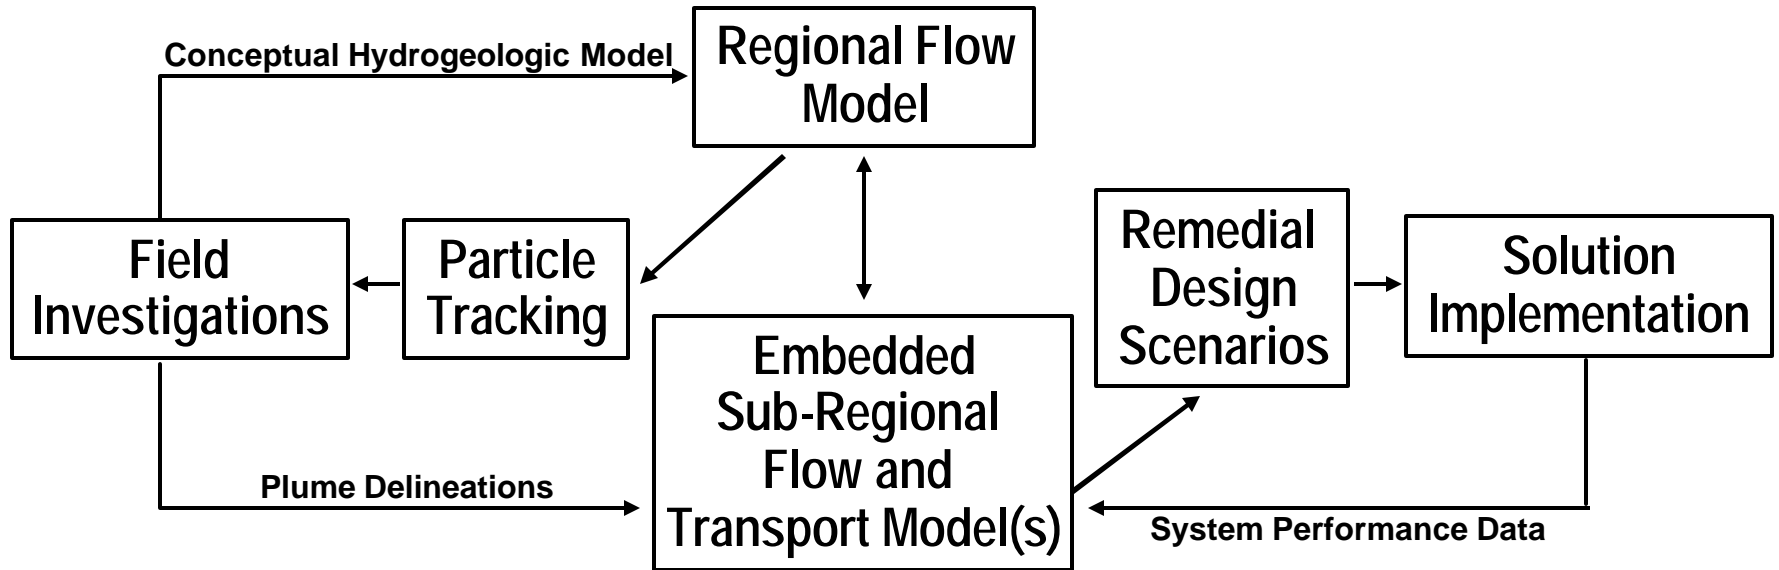 Conceptual Hydrogeologic Model
Regional Flow
Model
Field
Investigations
Particle
Tracking
Remedial
Design
Scenarios
Solution
Implementation
Embedded
Sub-Regional
Flow and
Transport Model(s)
Plume Delineations
System Performance Data